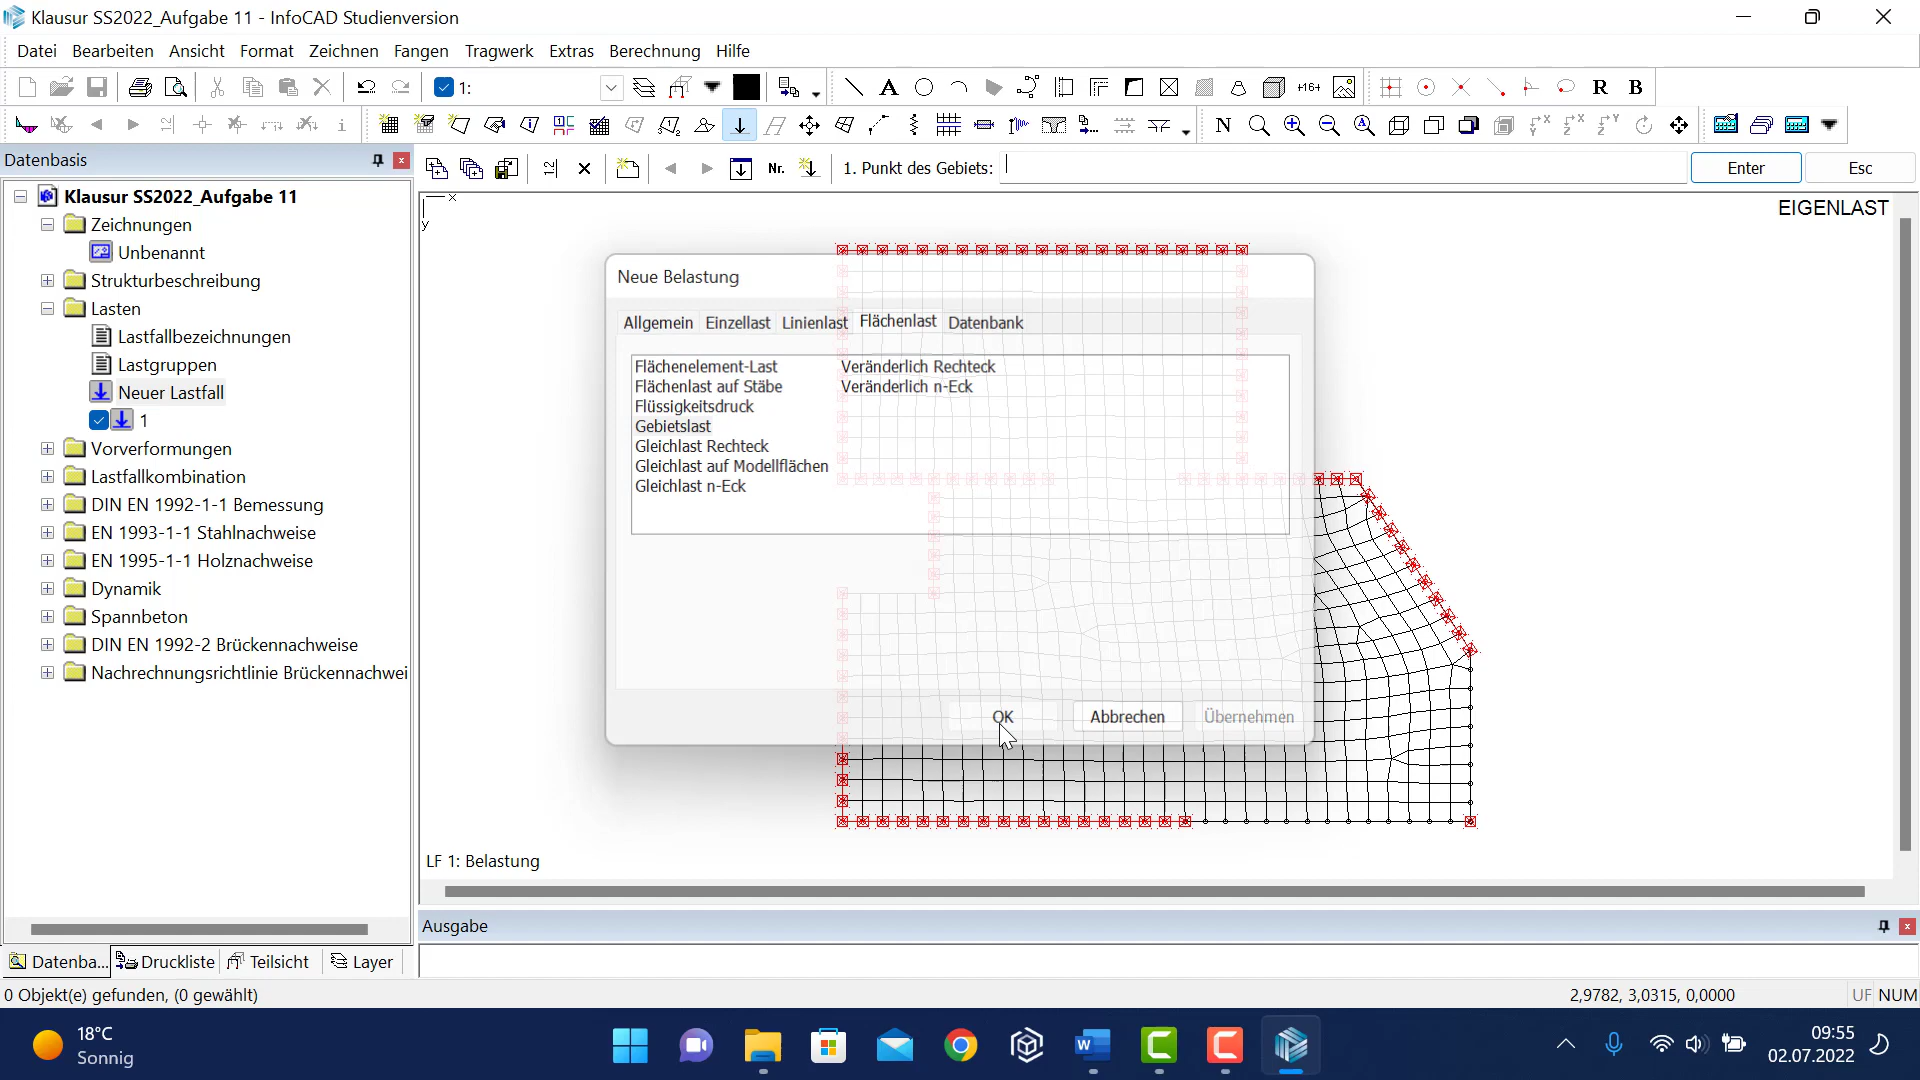 Klausur SS2022_Aufgabe 11 - InfoCAD Studienversion
Datei Bearbeiten Ansicht Format Zeichnen Fangen Tragwerk Extras Berechnung Hilfe
1:
A +16+ R B
N
Datenbasis
Nr. 1. Punkt des Gebiets: Enter Esc
Klausur SS2022_Aufgabe 11
Zeichnungen
Unbenannt
Strukturbeschreibung
Lasten
Lastfallbezeichnungen
Lastgruppen
Neuer Lastfall
1
Vorverformungen
Lastfallkombination
DIN EN 1992-1-1 Bemessung
EN 1993-1-1 Stahlnachweise
EN 1995-1-1 Holznachweise
Dynamik
Spannbeton
DIN EN 1992-2 Brückennachweise
Nachrechnungsrichtlinie Brückennachwei
Datenba... Druckliste Teilsicht Layer
x
y
EIGENLAST
Neue Belastung
Allgemein Einzellast Linienlast Flächenlast Datenbank
Flächenelement-Last Veränderlich Rechteck
Flächenlast auf Stäbe Veränderlich n-Eck
Flüssigkeitsdruck
Gebietslast
Gleichlast Rechteck
Gleichlast auf Modellflächen
Gleichlast n-Eck
OK Abbrechen Übernehmen
LF 1: Belastung
Ausgabe
0 Objekt(e) gefunden, (0 gewählt) 2,9782, 3,0315, 0,0000 UF NUM
18°C
Sonnig
09:55
02.07.2022